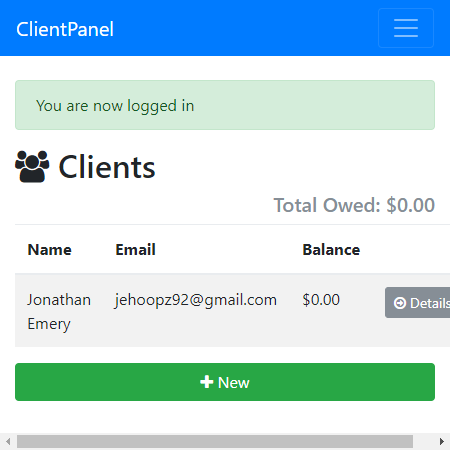 ClientPanel
You are now logged in
Clients
Total Owed: $0.00
Name Email Balance
Jonathan jehoopz92@gmail.com $0.00 Details
Emery
New